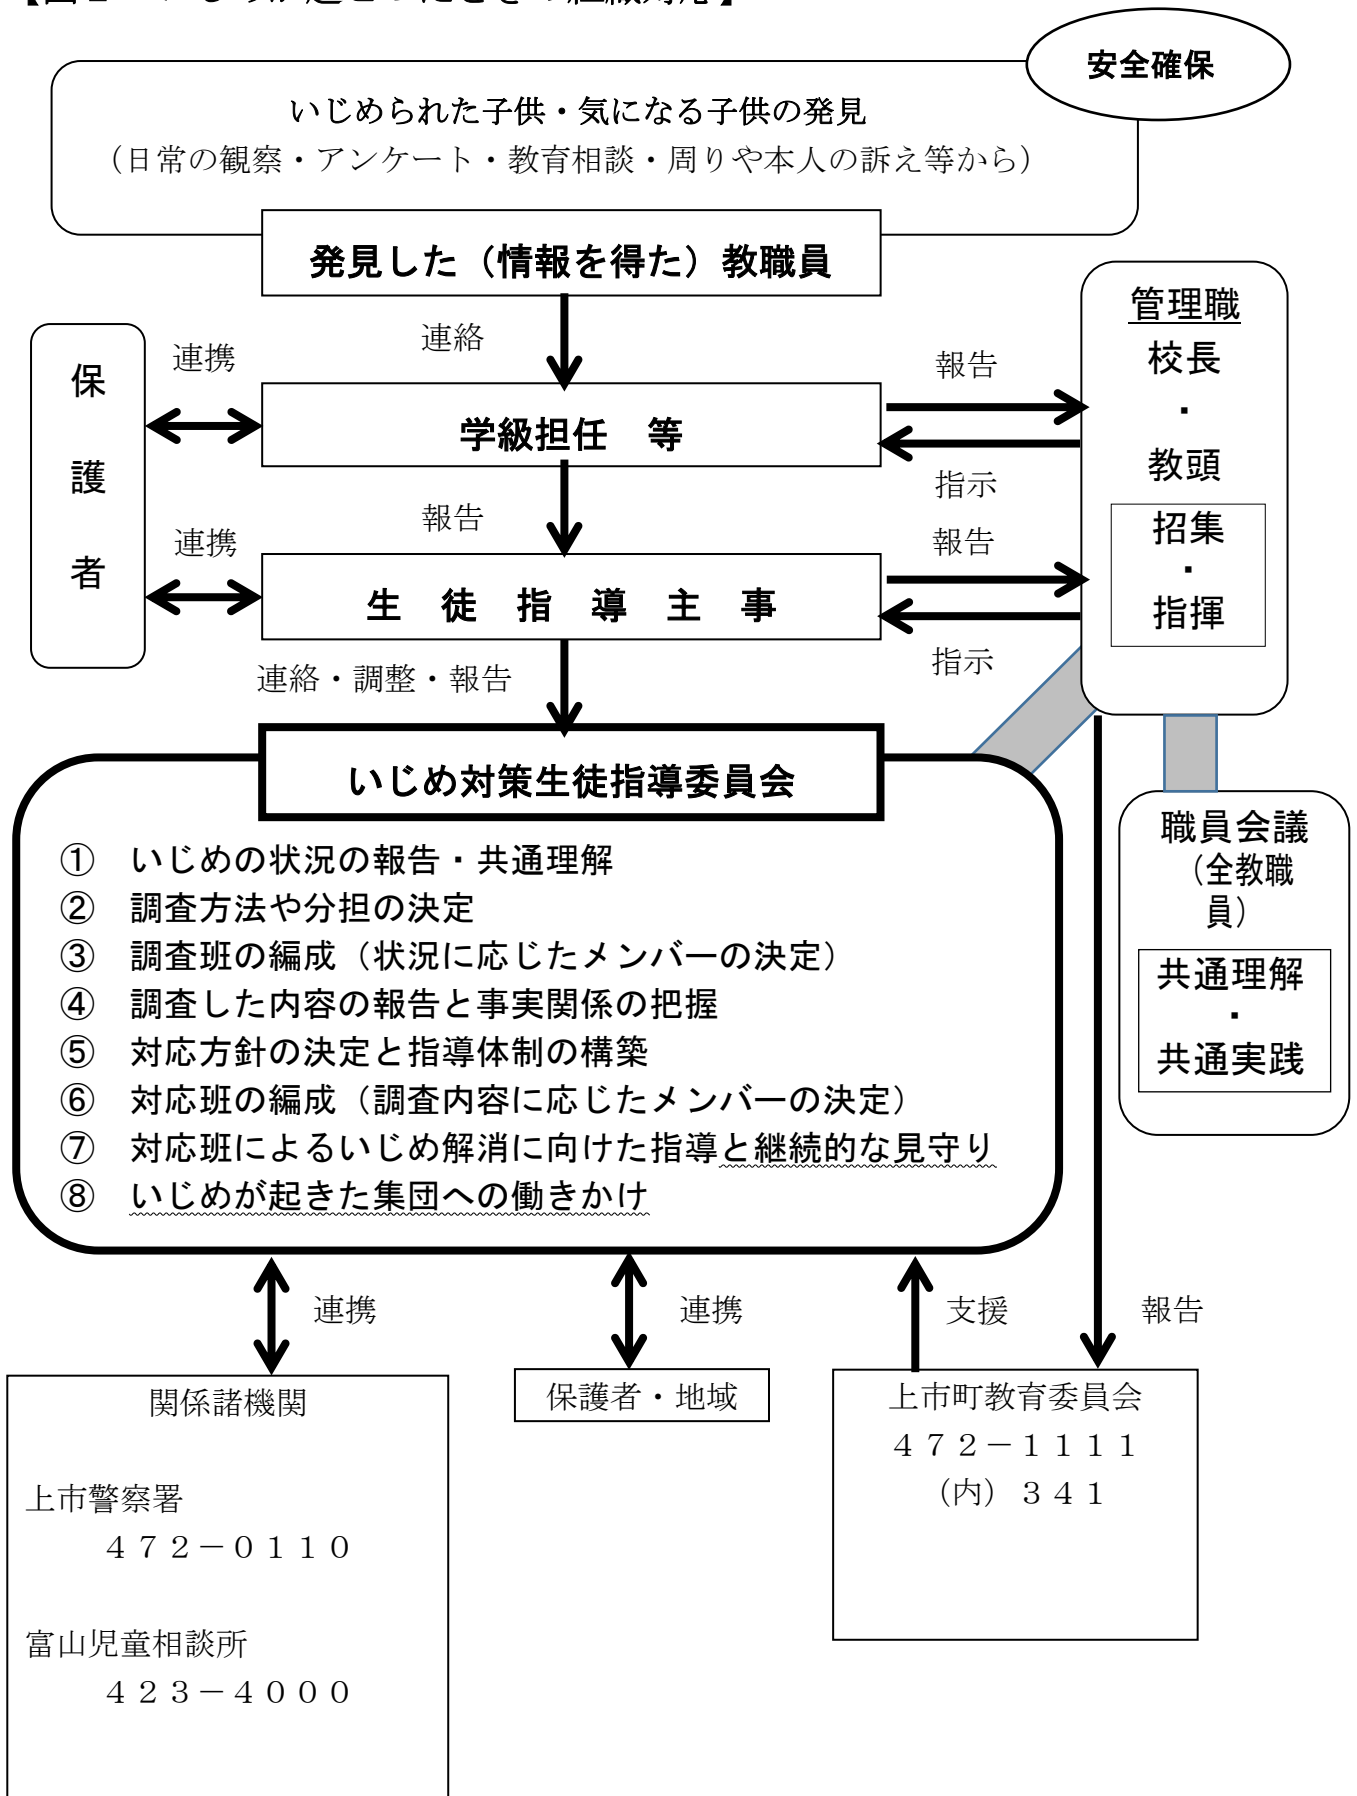 安全確保
いじめられた子供・気になる子供の発見
（日常の観察・アンケート・教育相談・周りや本人の訴え等から）
発見した（情報を得た）教職員
連絡
保護者
連携
学級担任　等
報告
指示
管理職
校長
・
教頭
招集
・
指揮
報告
連携
生　徒　指　導　主　事
報告
指示
連絡・調整・報告
いじめ対策生徒指導委員会
①　いじめの状況の報告・共通理解
②　調査方法や分担の決定
③　調査班の編成（状況に応じたメンバーの決定）
④　調査した内容の報告と事実関係の把握
⑤　対応方針の決定と指導体制の構築
⑥　対応班の編成（調査内容に応じたメンバーの決定）
⑦　対応班によるいじめ解消に向けた指導と継続的な見守り
⑧　いじめが起きた集団への働きかけ
職員会議
（全教職
員）
共通理解
・
共通実践
連携
連携
支援
報告
関係諸機関
上市警察署
４７２－０１１０
富山児童相談所
４２３－４０００
保護者・地域
上市町教育委員会
４７２－１１１１
（内）３４１